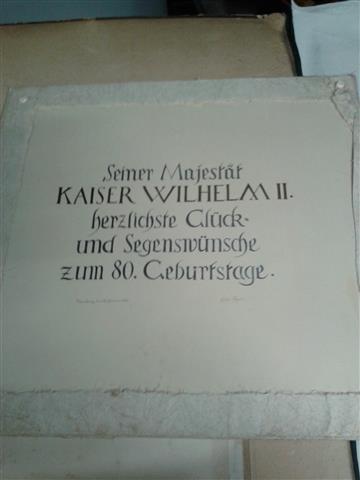 Seiner Majestät
KAISER WILHELM II.
herzlichste Glück-
und Segenswünsche
zum 80. Geburtstage.